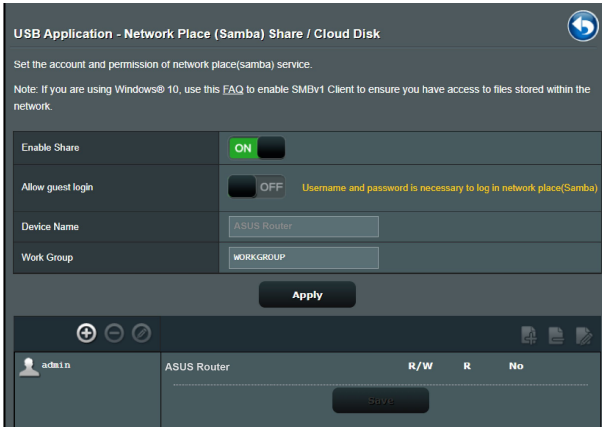 USB Application - Network Place (Samba) Share / Cloud Disk
Set the account and permission of network place(samba) service.
Note: If you are using Windows® 10, use this FAQ to enable SMBv1 Client to ensure you have access to files stored within the
network.
Enable Share ON
Allow guest login OFF Username and password is necessary to log in network place(Samba)
Device Name ASUS Router
Work Group WORKGROUP
Apply
admin ASUS Router R/W R No
Save